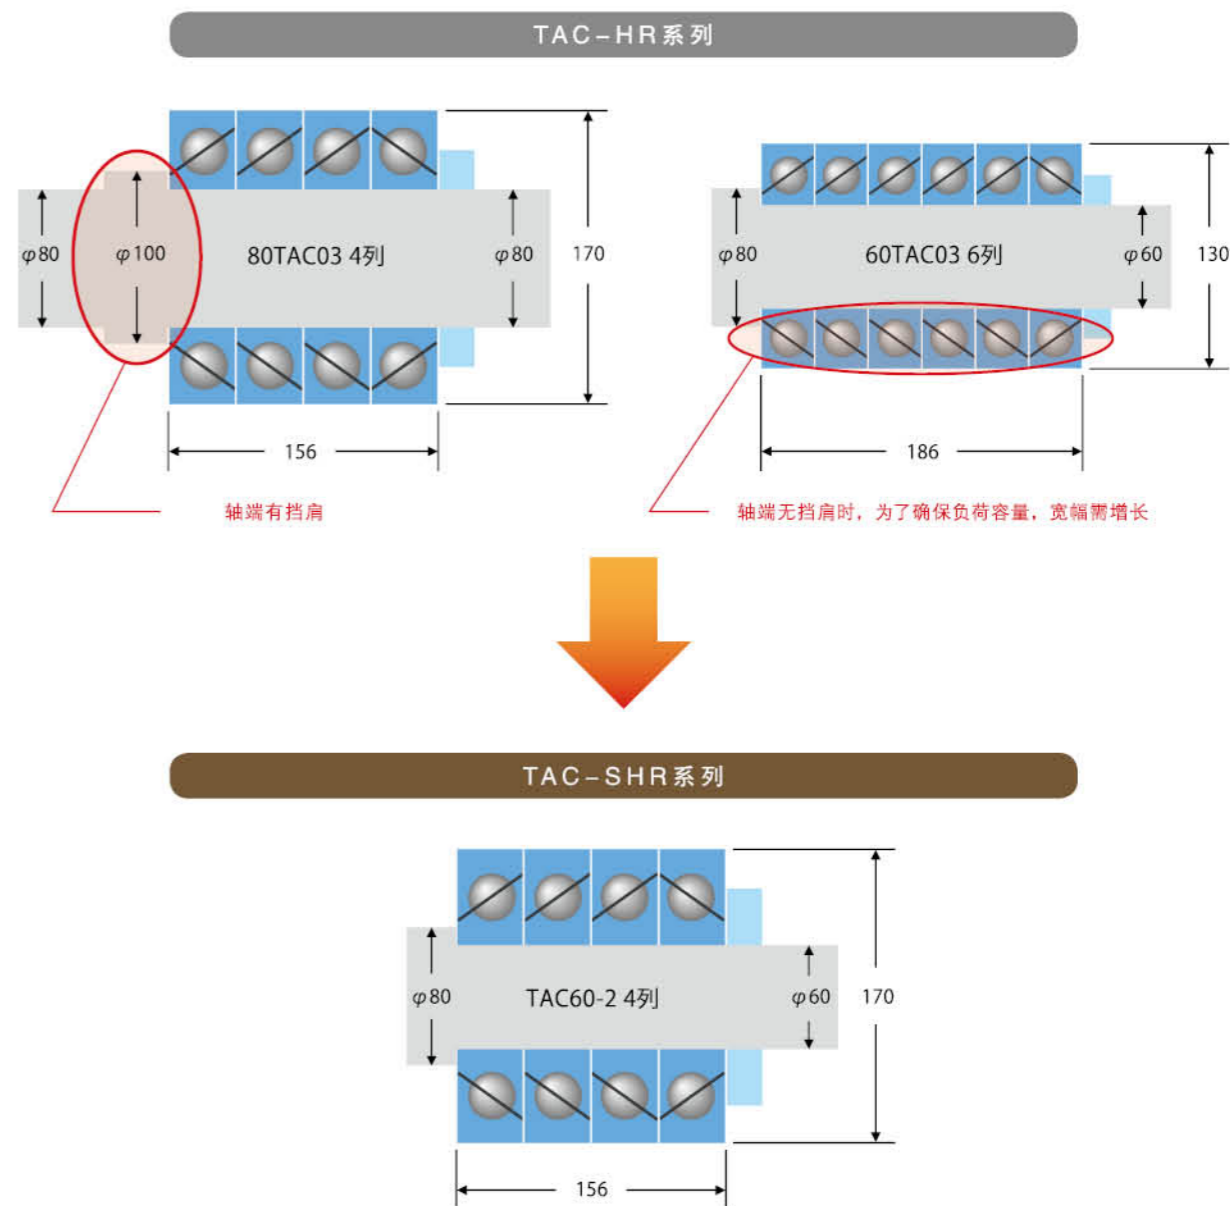 TAC-HR系列
φ80
φ100
80TAC03 4列
φ80
170
156
轴端有挡肩
φ80
60TAC03 6列
φ60
130
186
轴端无挡肩时，为了确保负荷容量，宽幅需增长
TAC-SHR系列
φ80
TAC60-2 4列
φ60
170
156